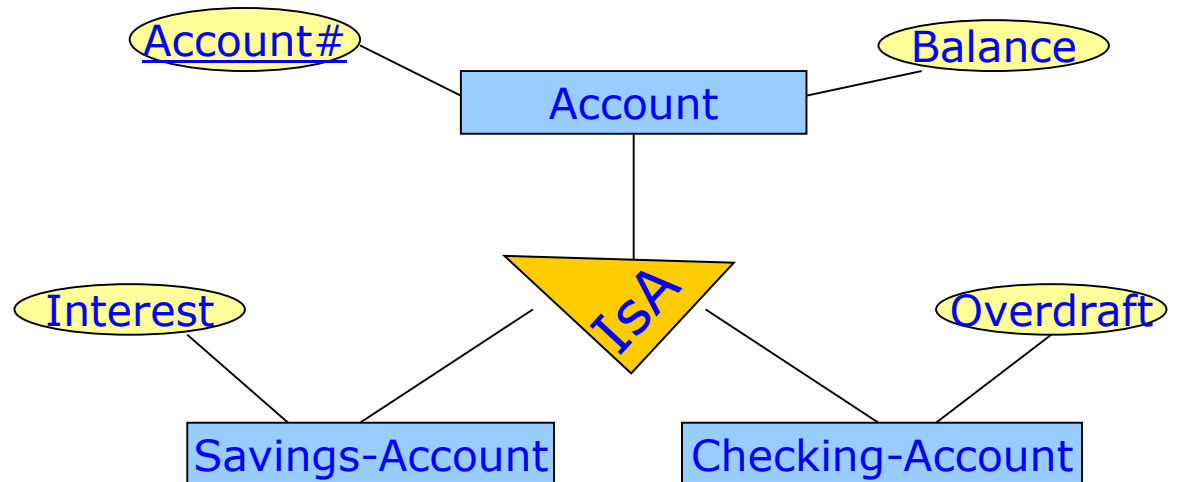 Account#
Balance
Account
IsA
Interest
Overdraft
Savings-Account
Checking-Account